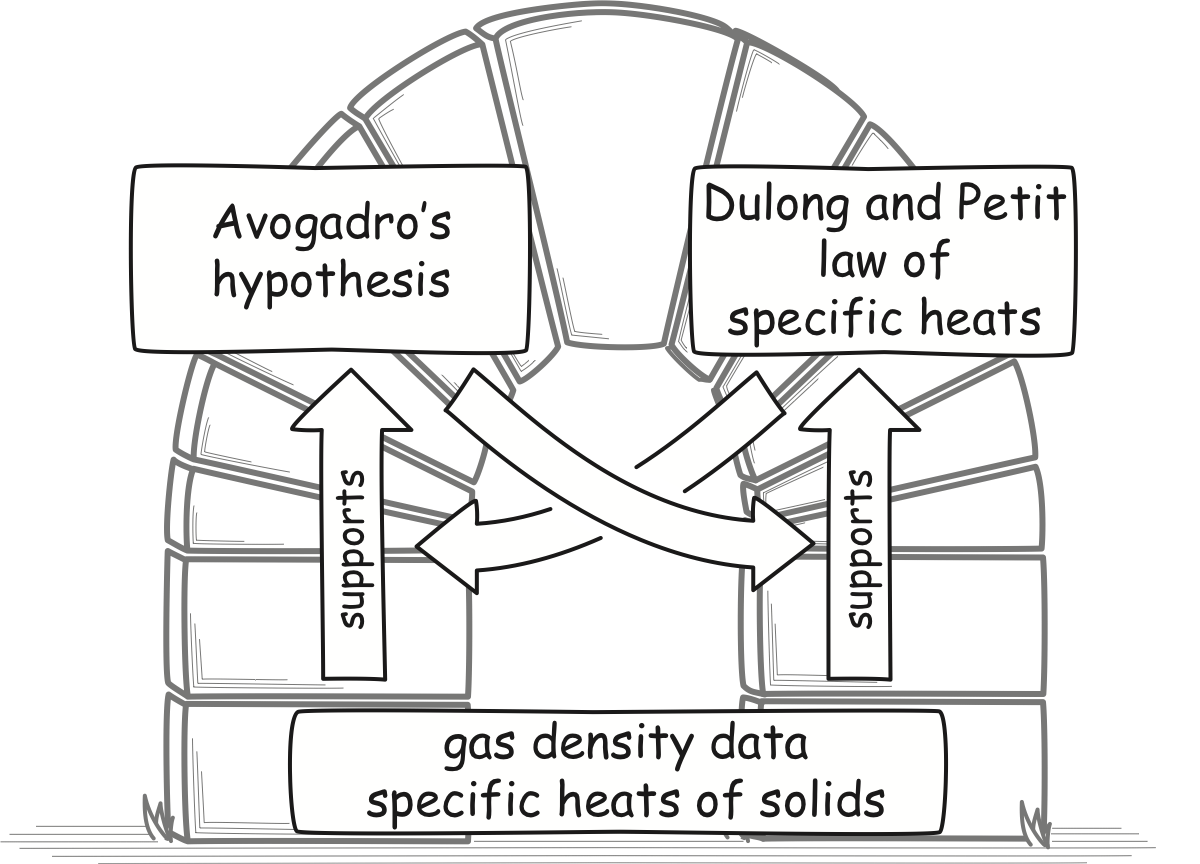 Avogadro's
hypothesis
Dulong and Petit
law of
specific heats
supports
supports
gas density data
specific heats of solids